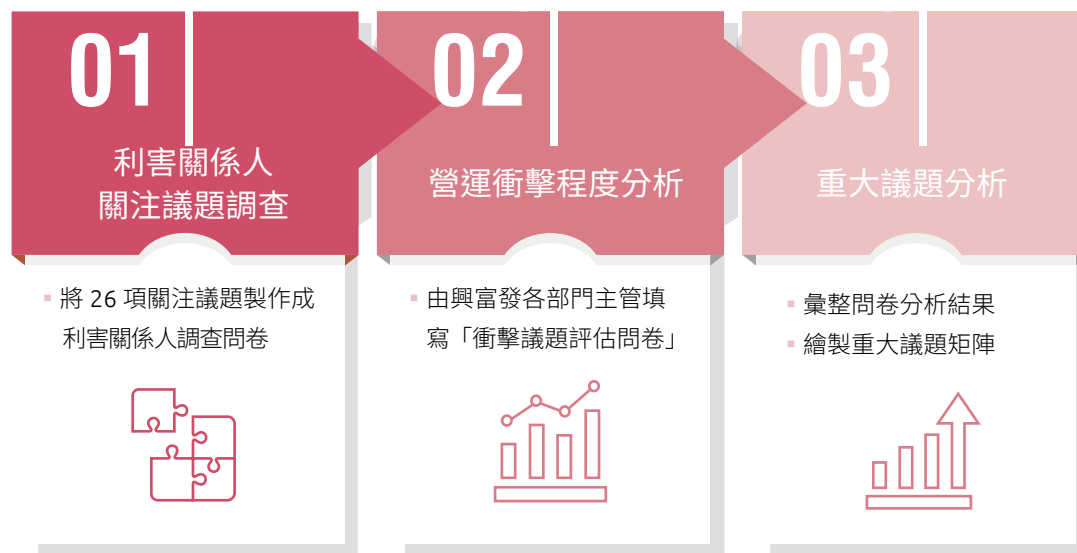 01
利害關係人
關注議題調查
▪ 將 26 項關注議題製作成
利害關係人調查問卷
02
營運衝擊程度分析
▪ 由興富發各部門主管填
寫「衝擊議題評估問卷」
03
重大議題分析
▪ 彙整問卷分析結果
▪ 繪製重大議題矩陣